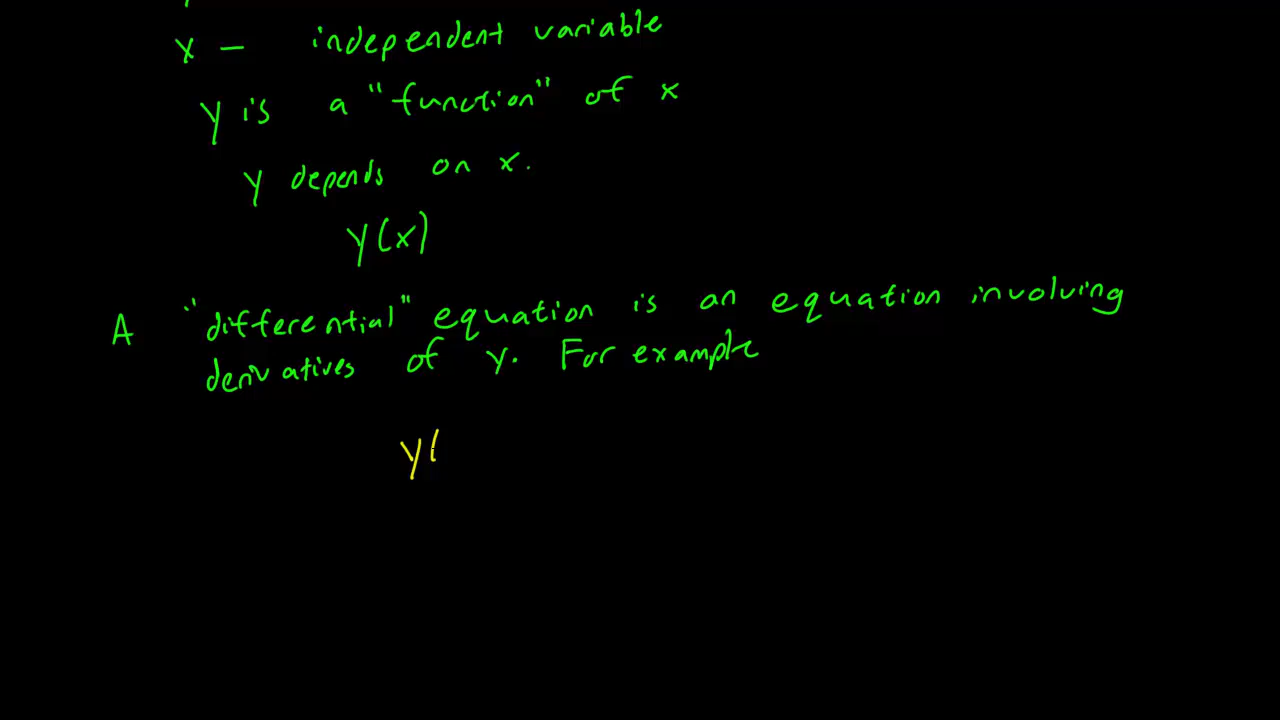 x – independent variable
y is a "function" of x
y depends on x.
y(x)
A "differential" equation is an equation involving
derivatives of y. For example
y(